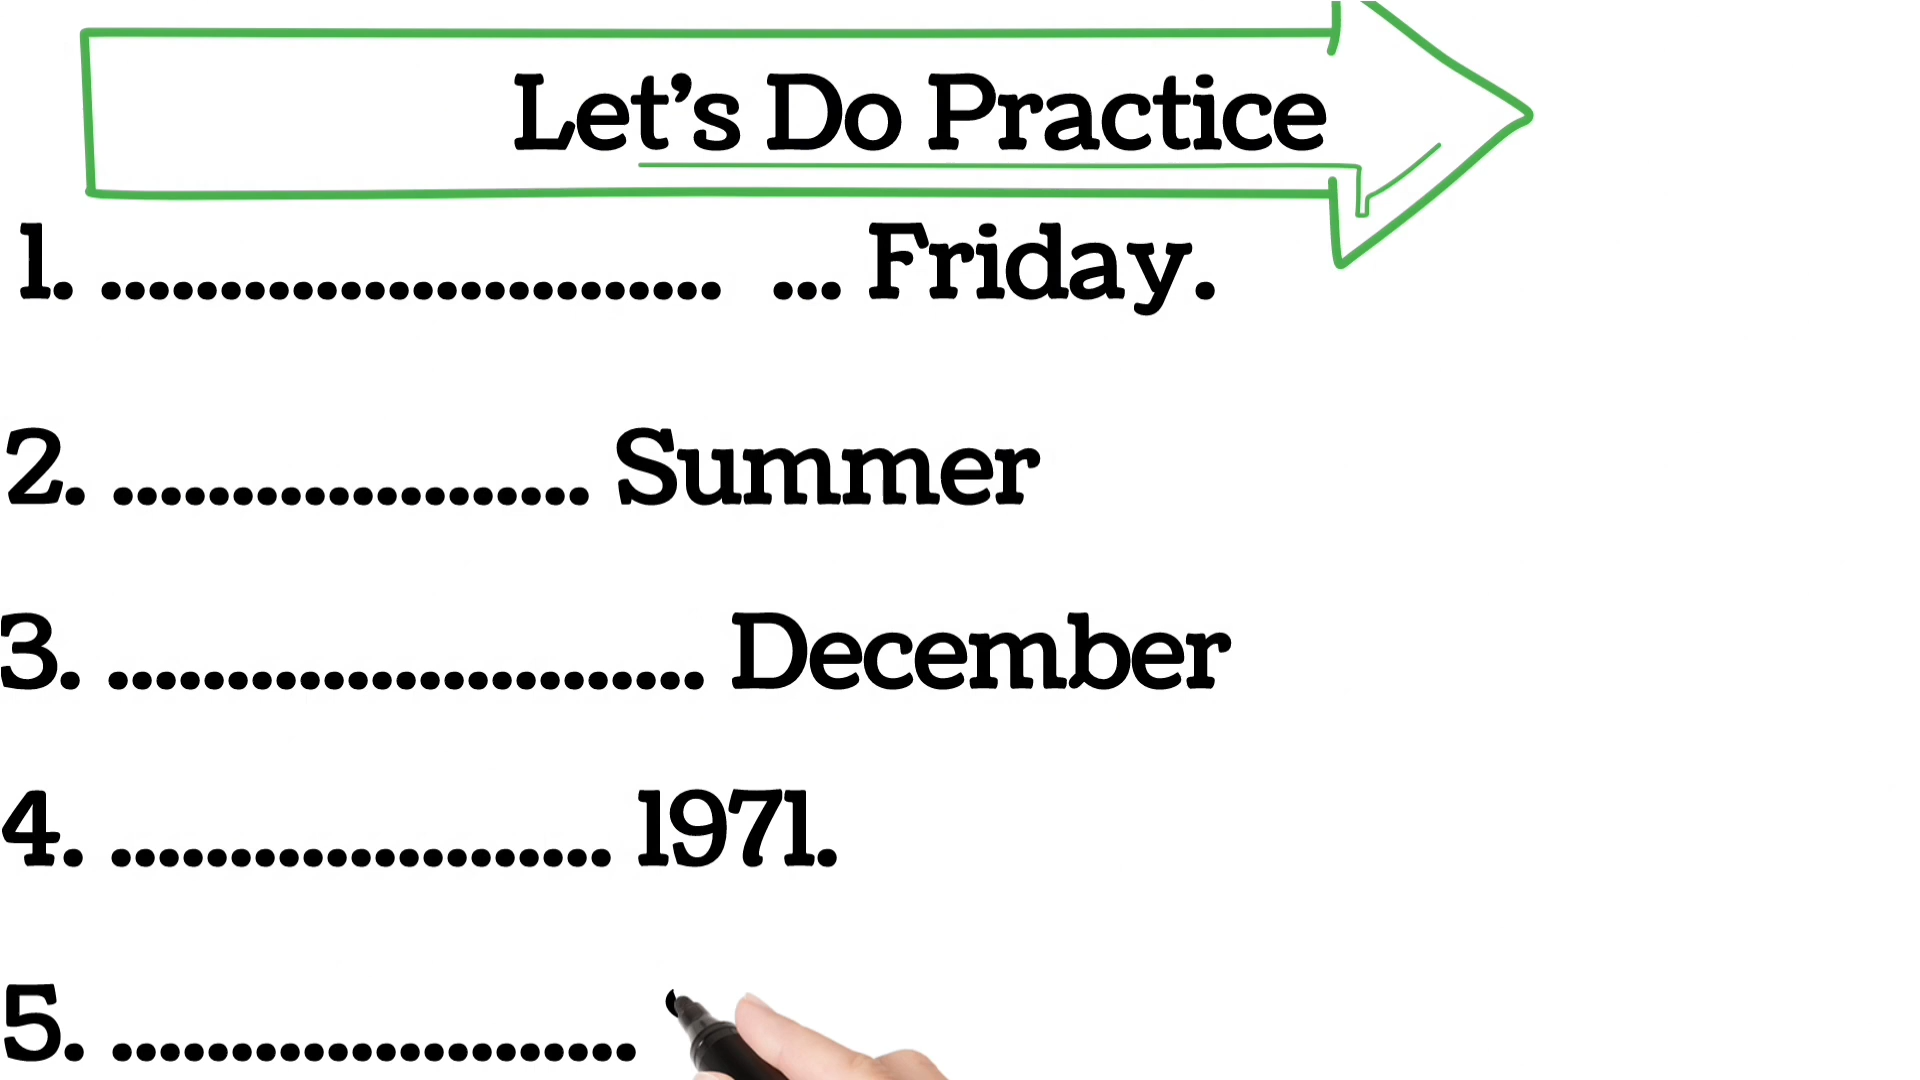 Let's Do Practice
1. .......................... ... Friday.
2. .................... Summer
3. ......................... December
4. ..................... 1971.
5. ......................